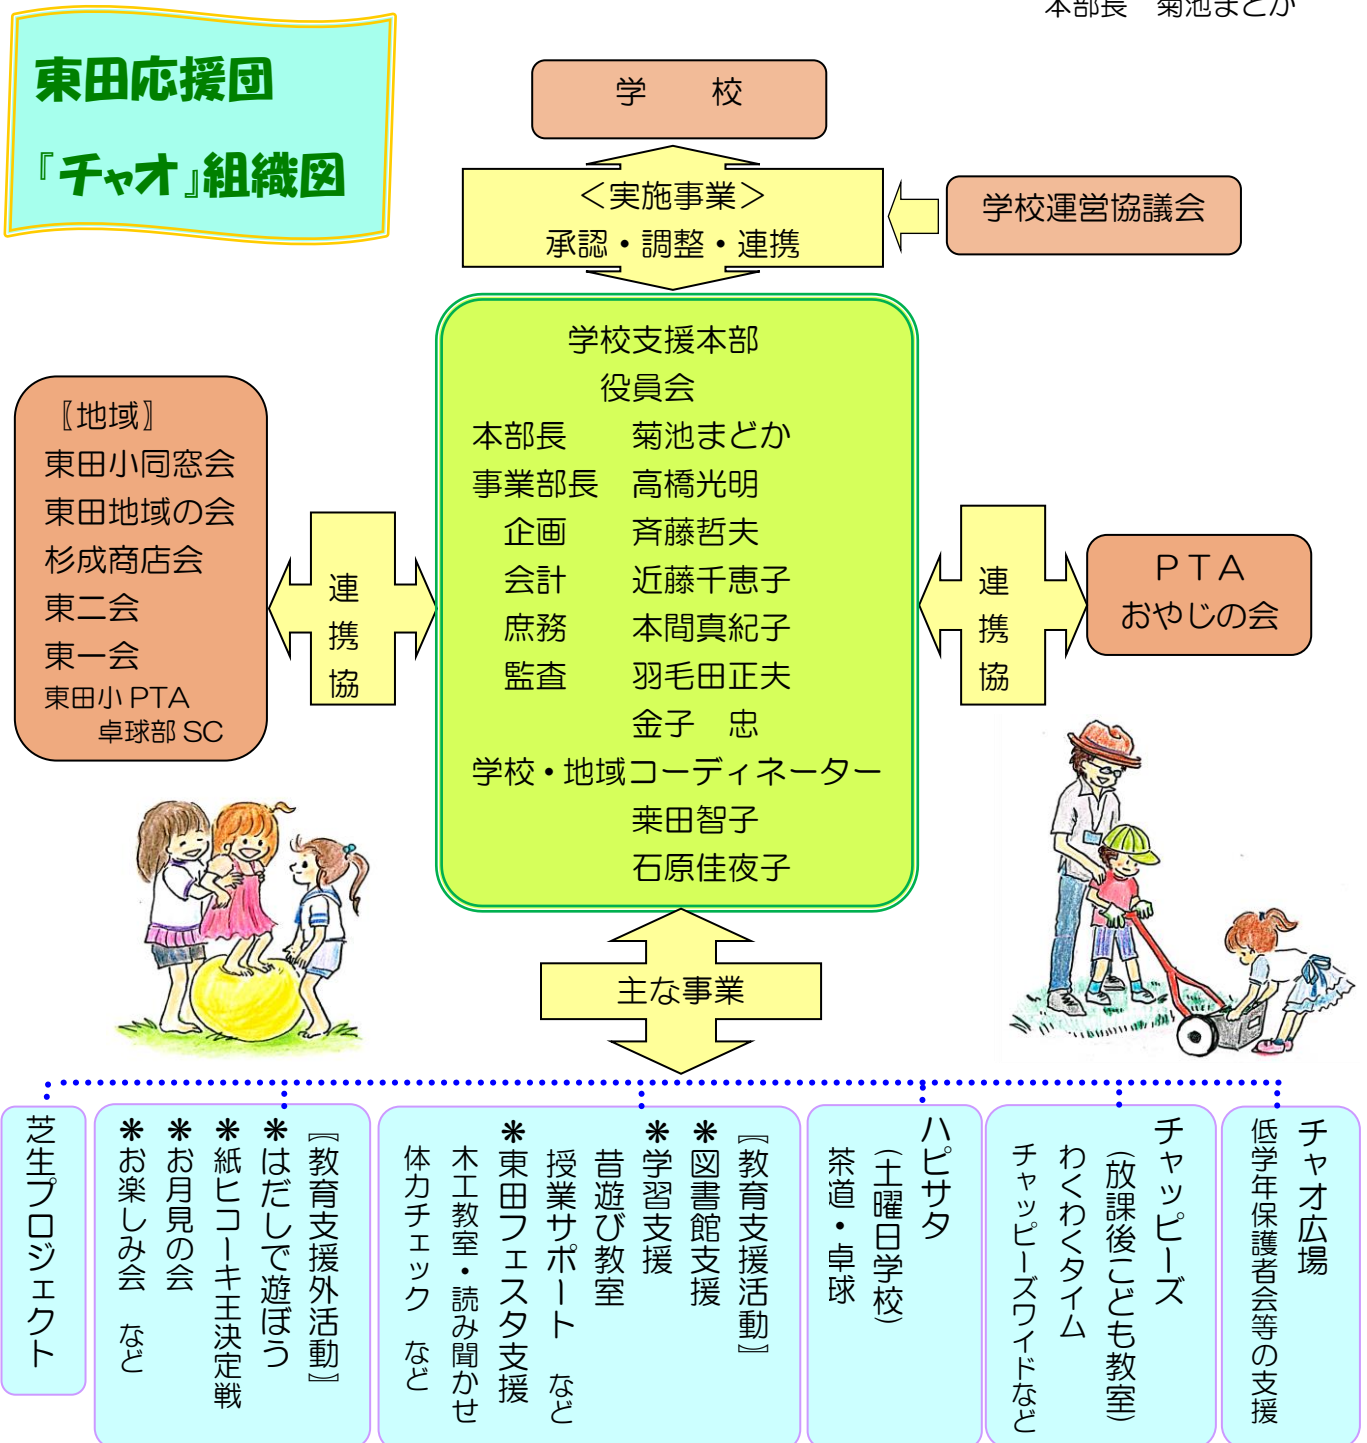 本部長　菊池まどか
東田応援団
『チャオ』組織図
学　　校
＜実施事業＞
承認・調整・連携
学校運営協議会
学校支援本部
役員会
本部長　　菊池まどか
事業部長　高橋光明
企画　　斉藤哲夫
会計　　近藤千恵子
庶務　　本間真紀子
監査　　羽毛田正夫
金子　忠
学校・地域コーディネーター
桒田智子
石原佳夜子
〖地域〗
東田小同窓会
東田地域の会
杉成商店会
東二会
東一会
東田小 PTA
卓球部 SC
連携協
連携協
ＰＴＡ
おやじの会
主な事業
チャオ広場
低学年保護者会等の支援
チャッピーズ
（放課後こども教室）
わくわくタイム
チャッピーズワイドなど
ハピサタ
（土曜日学校）
茶道・卓球
〖教育支援活動〗
＊図書館支援
＊学習支援
昔遊び教室
授業サポート　など
＊東田フェスタ支援
木工教室・読み聞かせ
体力チェック　など
〖教育支援外活動〗
＊はだしで遊ぼう
＊紙ヒコーキ王決定戦
＊お月見の会
＊お楽しみ会　など
芝生プロジェクト